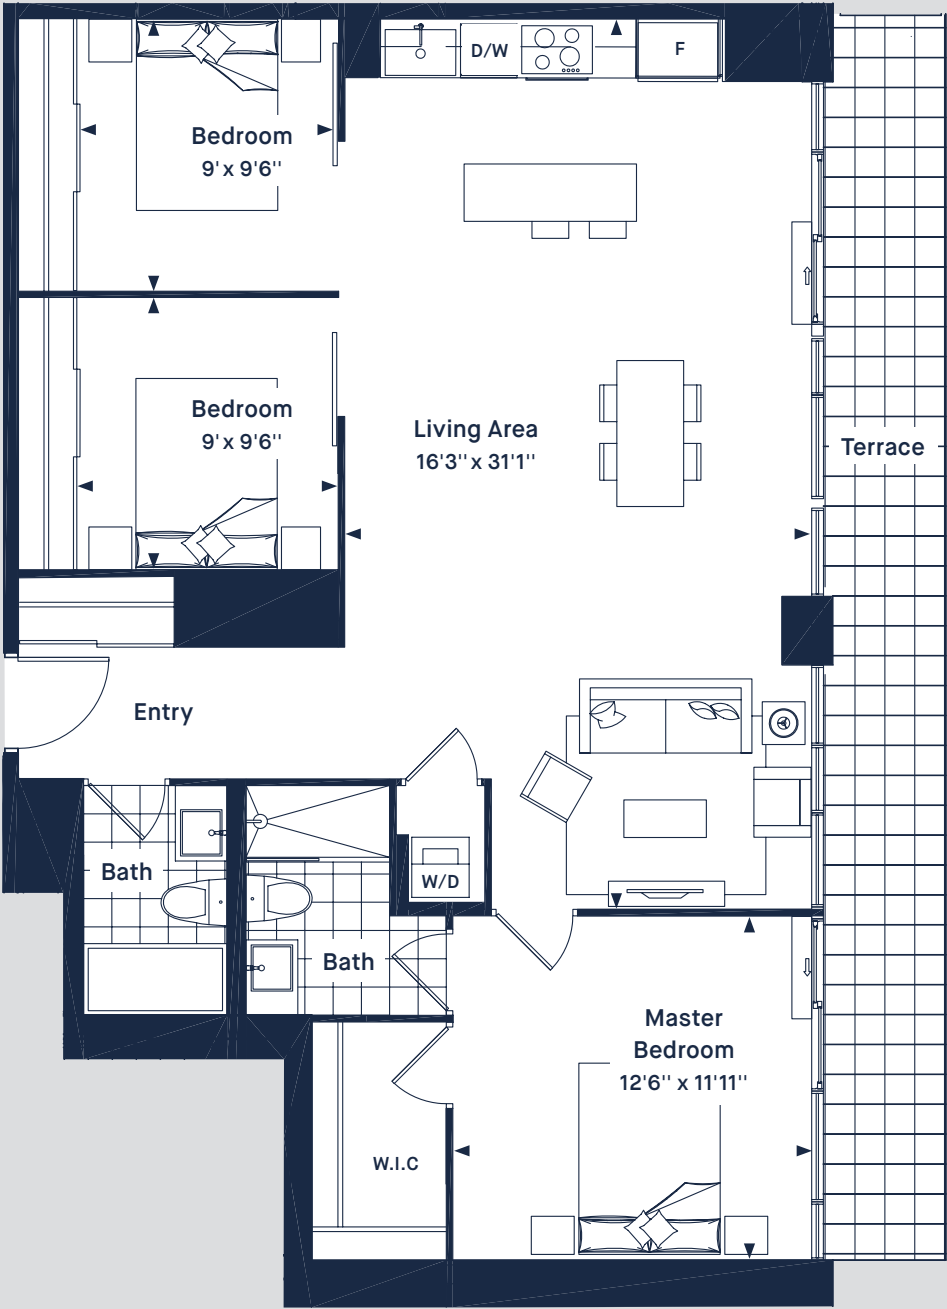 D/W
F
Bedroom
9' x 9'6''
Bedroom
9' x 9'6''
Living Area
16'3'' x 31'1''
Terrace
Entry
Bath
W/D
Bath
Master
Bedroom
12'6'' x 11'11''
W.I.C